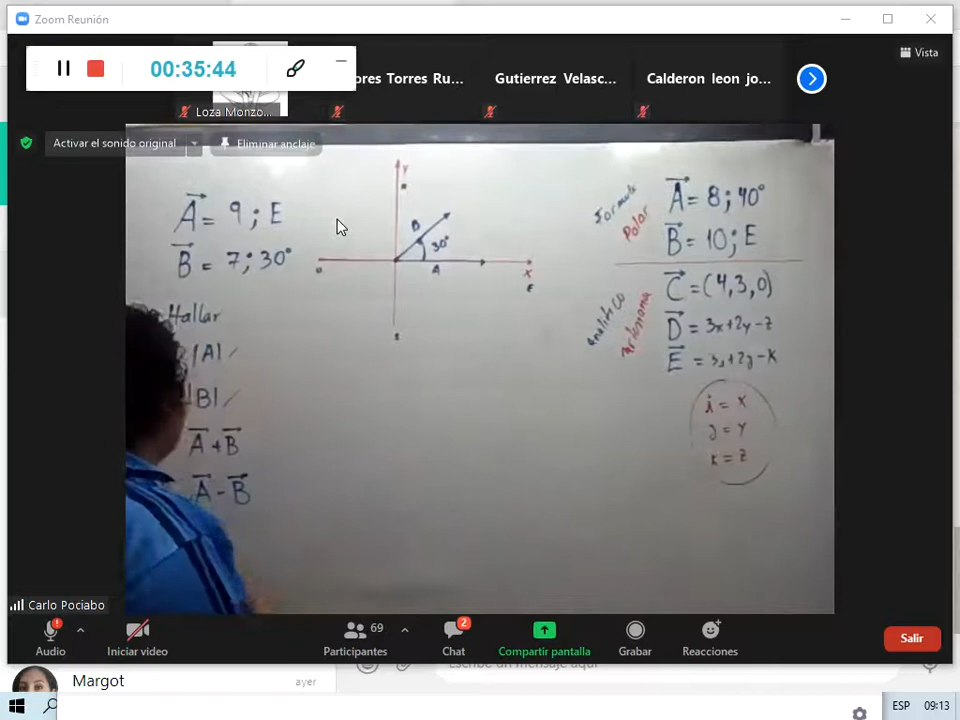 Zoom Reunión
00:35:44
ores Torres Ru...
Gutierrez Velasc...
Calderon leon jo...
Vista
Loza Monzo...
Activar el sonido original
Eliminar anclaje
A = 9 ; E
B = 7 ; 30°
Hallar
|A|
|B|
A + B
A - B
Y
B
30°
A
X
E
s
Formula
Polar
A = 8 ; 40°
B = 10 ; E
analitico
C = (4,3,0)
D = 3x+2y-z
i = x
j = y
k = z
Carlo Pociabo
Audio
Iniciar video
69
Participantes
2
Chat
Compartir pantalla
Grabar
Reacciones
Salir
Escribe un mensaje aquí
Margot
ayer
ESP
09:13